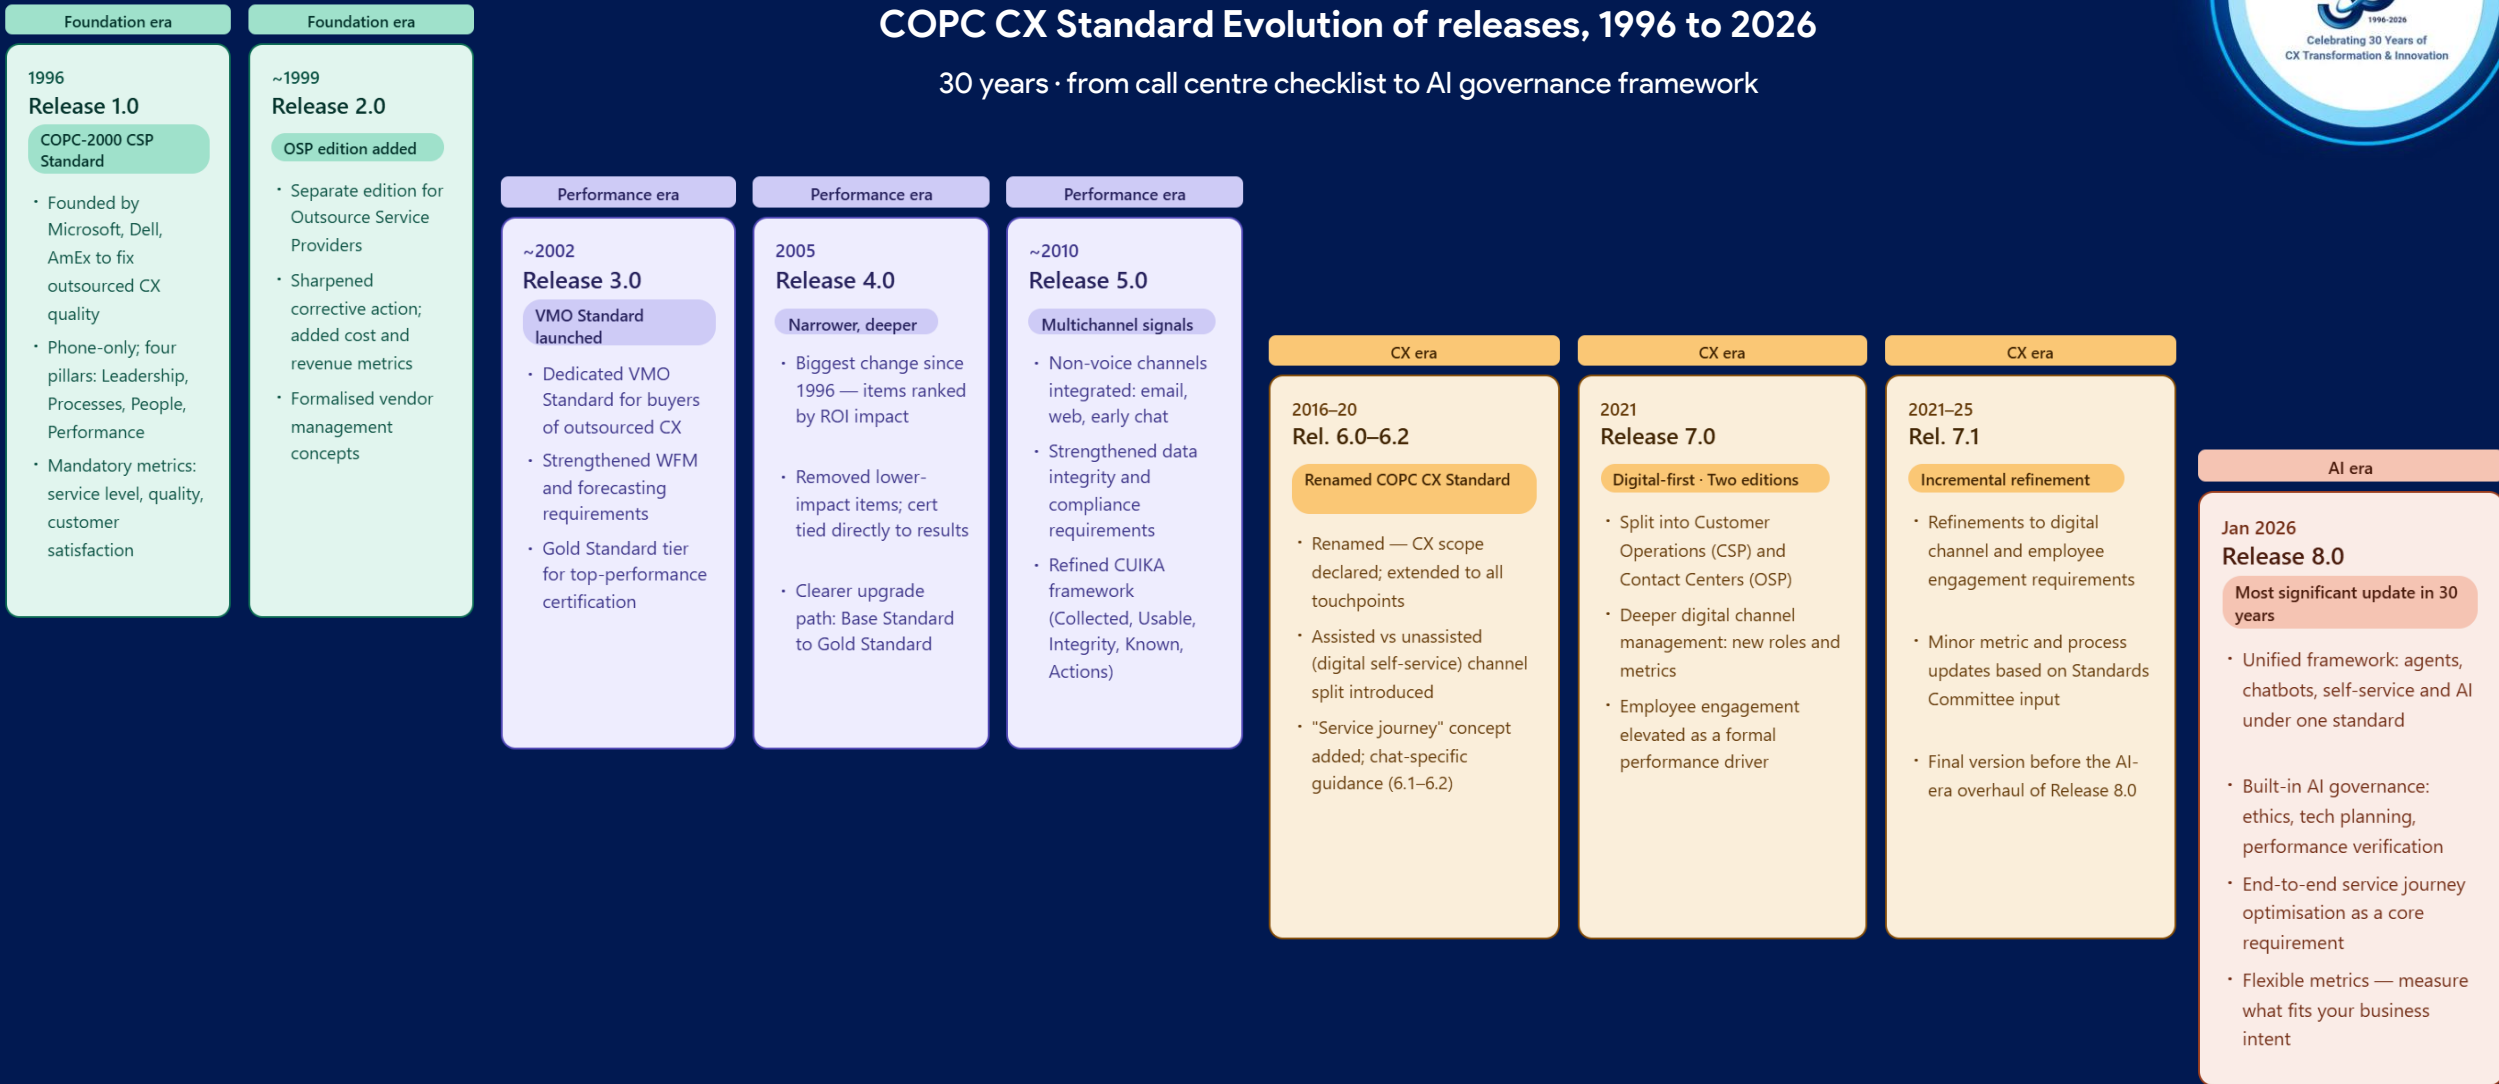 COPC CX Standard Evolution of releases, 1996 to 2026
30 years · from call centre checklist to AI governance framework
1996-2026
Celebrating 30 Years of
CX Transformation & Innovation
Foundation era
1996
Release 1.0
COPC-2000 CSP
Standard
· Founded by
Microsoft, Dell,
AmEx to fix
outsourced CX
quality
· Phone-only; four
pillars: Leadership,
Processes, People,
Performance
· Mandatory metrics:
service level, quality,
customer
satisfaction
Foundation era
~1999
Release 2.0
OSP edition added
· Separate edition for
Outsource Service
Providers
· Sharpened
corrective action;
added cost and
revenue metrics
· Formalised vendor
management
concepts
Performance era
~2002
Release 3.0
VMO Standard
launched
· Dedicated VMO
Standard for buyers
of outsourced CX
· Strengthened WFM
and forecasting
requirements
· Gold Standard tier
for top-performance
certification
Performance era
2005
Release 4.0
Narrower, deeper
· Biggest change since
1996 — items ranked
by ROI impact
· Removed lower-
impact items; cert
tied directly to results
· Clearer upgrade
path: Base Standard
to Gold Standard
Performance era
~2010
Release 5.0
Multichannel signals
· Non-voice channels
integrated: email,
web, early chat
· Strengthened data
integrity and
compliance
requirements
· Refined CUIKA
framework
(Collected, Usable,
Integrity, Known,
Actions)
CX era
2016–20
Rel. 6.0–6.2
Renamed COPC CX Standard
· Renamed — CX scope
declared; extended to all
touchpoints
· Assisted vs unassisted
(digital self-service) channel
split introduced
· "Service journey" concept
added; chat-specific
guidance (6.1–6.2)
CX era
2021
Release 7.0
Digital-first · Two editions
· Split into Customer
Operations (CSP) and
Contact Centers (OSP)
· Deeper digital channel
management: new roles and
metrics
· Employee engagement
elevated as a formal
performance driver
CX era
2021–25
Rel. 7.1
Incremental refinement
· Refinements to digital
channel and employee
engagement requirements
· Minor metric and process
updates based on Standards
Committee input
· Final version before the AI-
era overhaul of Release 8.0
AI era
Jan 2026
Release 8.0
Most significant update in 30
years
· Unified framework: agents,
chatbots, self-service and AI
under one standard
· Built-in AI governance:
ethics, tech planning,
performance verification
· End-to-end service journey
optimisation as a core
requirement
· Flexible metrics — measure
what fits your business
intent